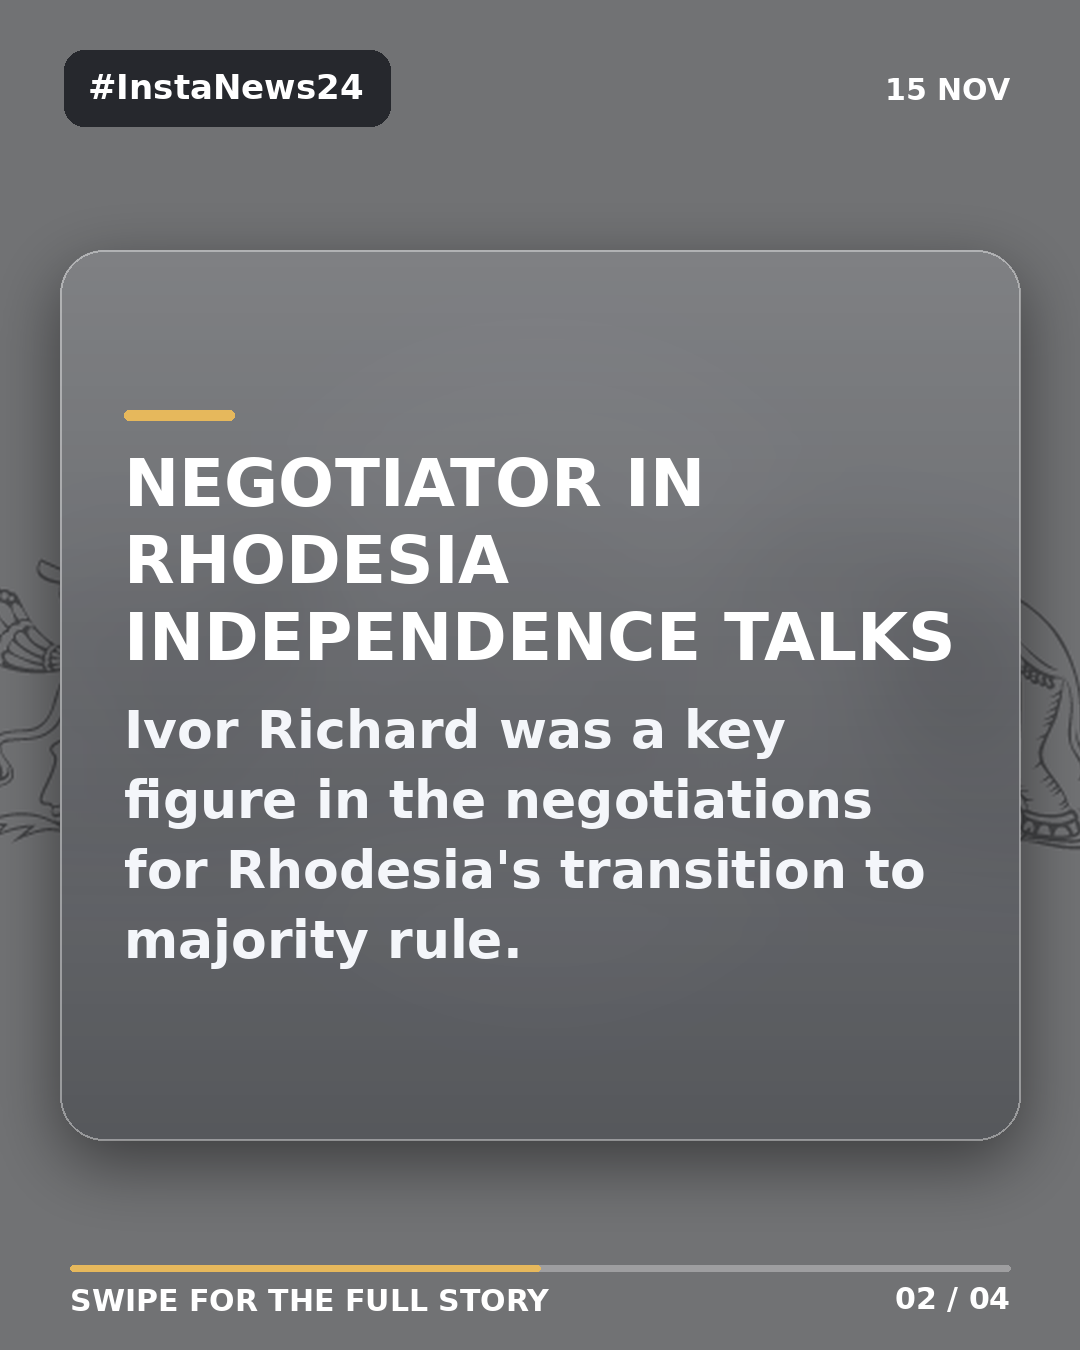 #InstaNews24
15 NOV
NEGOTIATOR IN
RHODESIA
INDEPENDENCE TALKS
Ivor Richard was a key
figure in the negotiations
for Rhodesia's transition to
majority rule.
SWIPE FOR THE FULL STORY
02 / 04